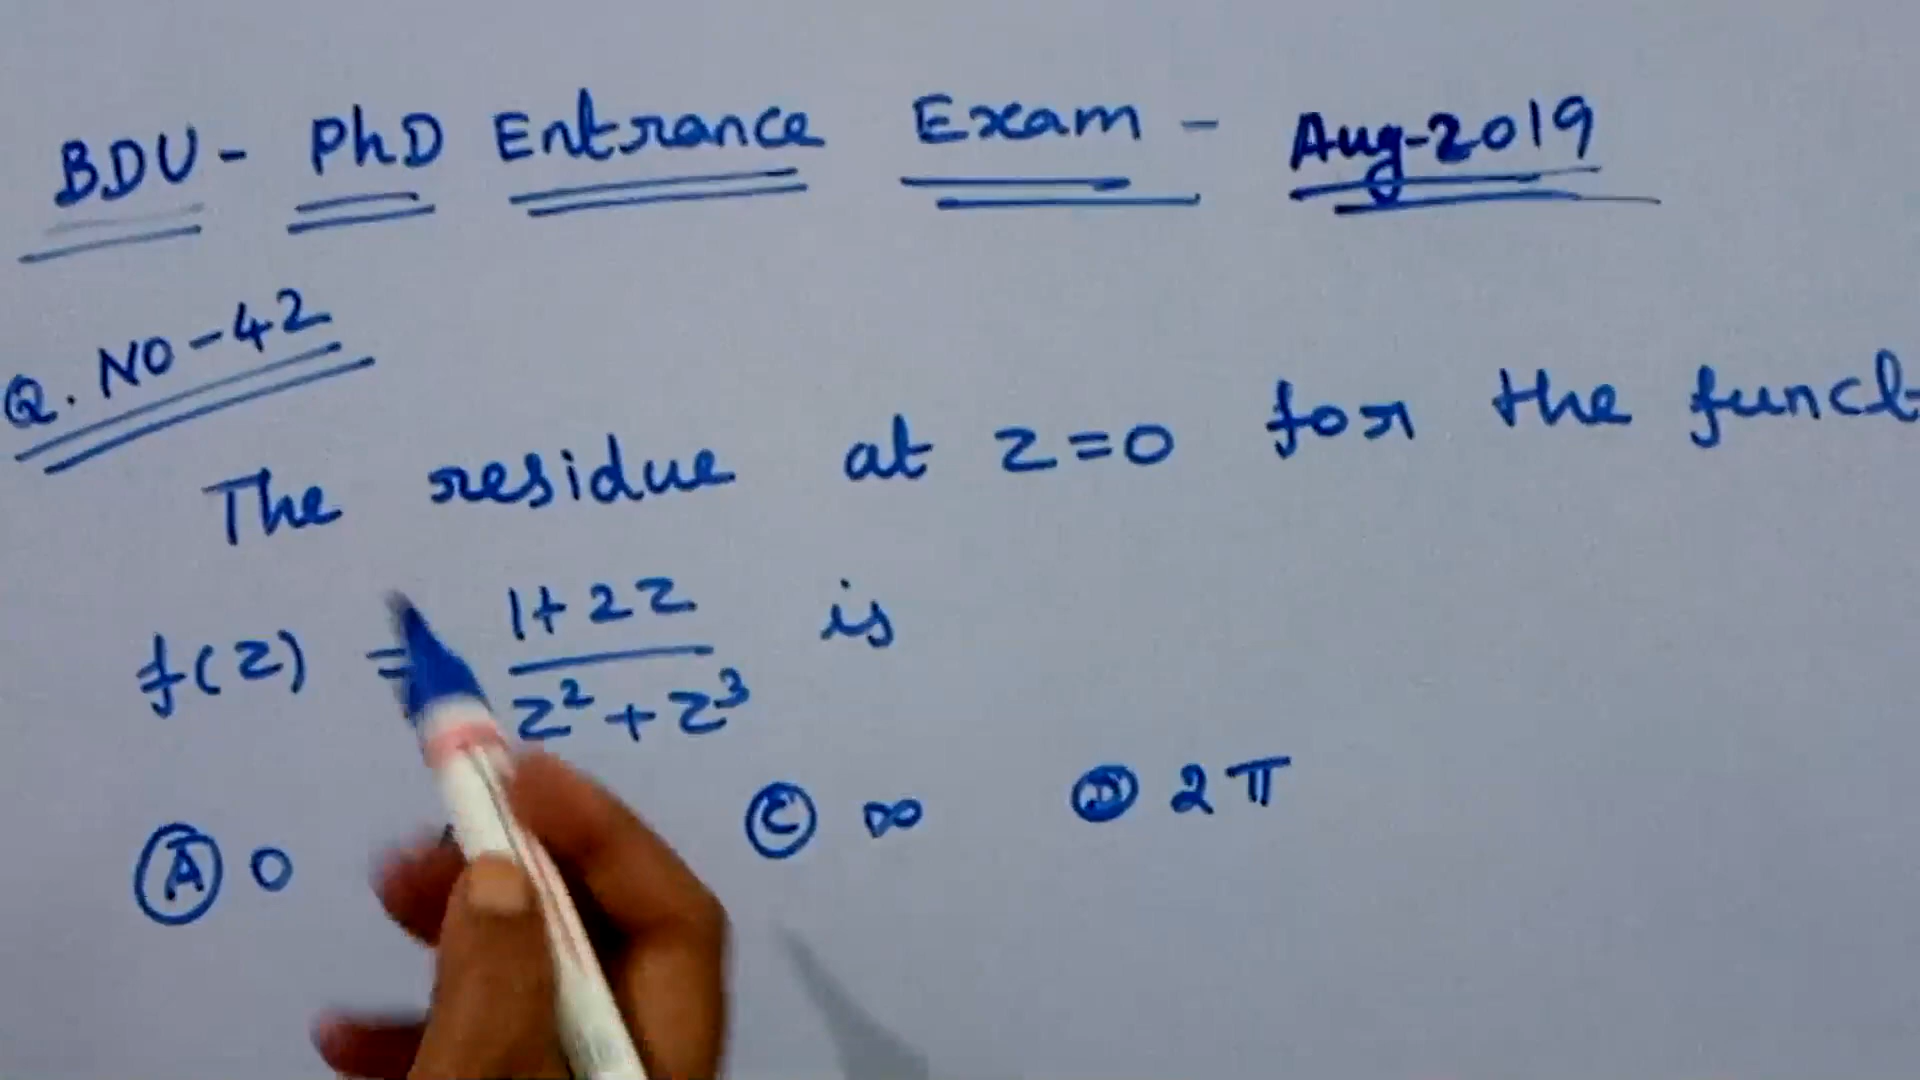 BDU - PhD Entrance Exam - Aug-2019
Q. NO-42
The residue at z=0 for the funct
f(z) = 1+2z / z²+z³ is
(A) 0 (C) ∞ (D) 2π